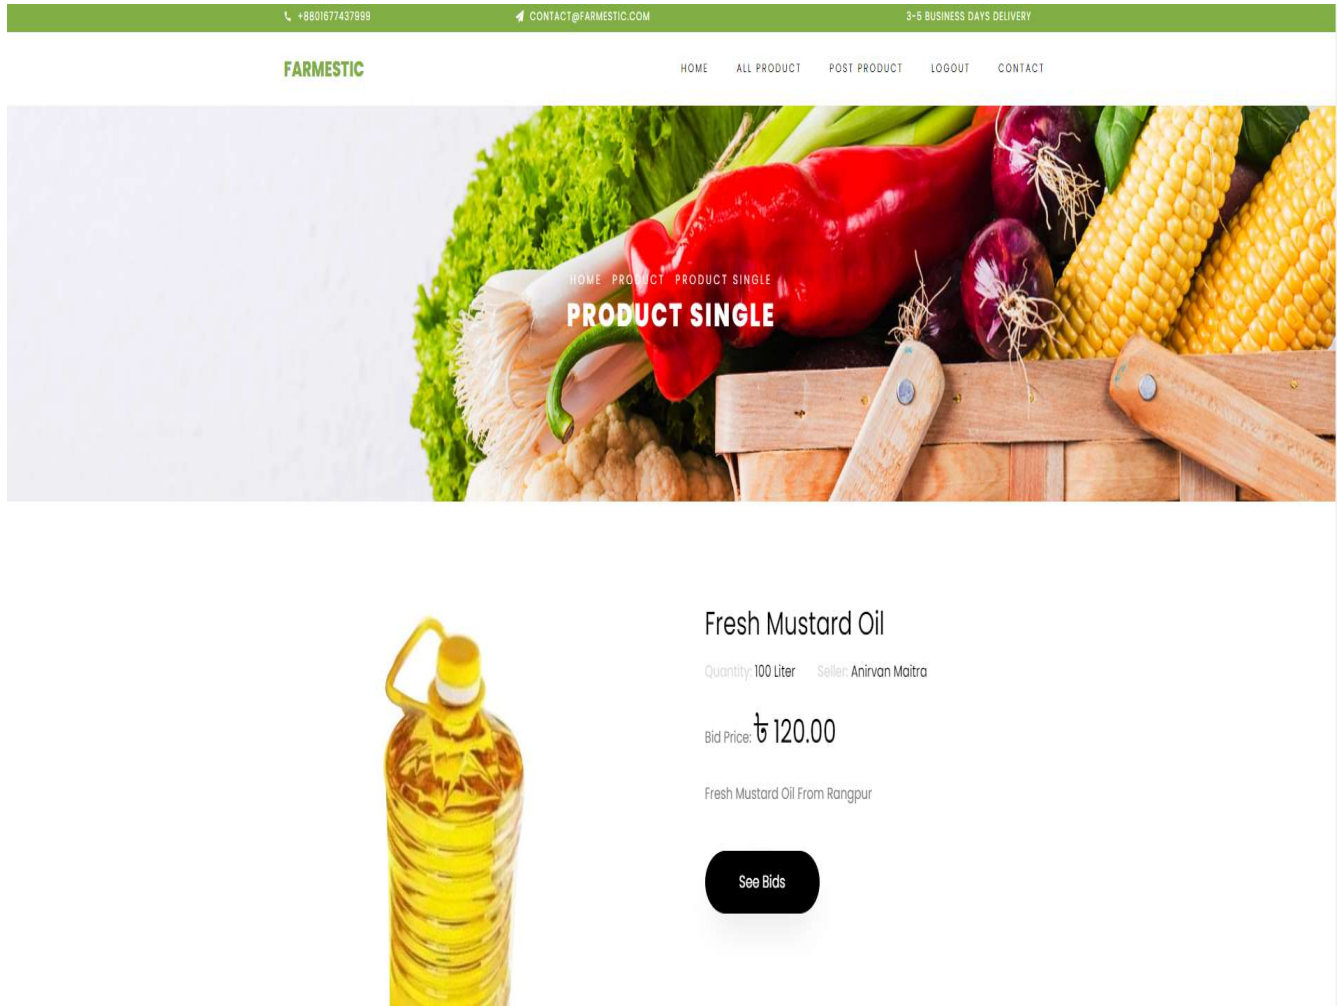 +8801677437999 CONTACT@FARMESTIC.COM 3-5 BUSINESS DAYS DELIVERY
FARMESTIC HOME ALL PRODUCT POST PRODUCT LOGOUT CONTACT
HOME PRODUCT PRODUCT SINGLE
PRODUCT SINGLE
Fresh Mustard Oil
Quantity: 100 Liter Seller: Anirvan Maitra
Bid Price: ৳ 120.00
Fresh Mustard Oil From Rangpur
See Bids